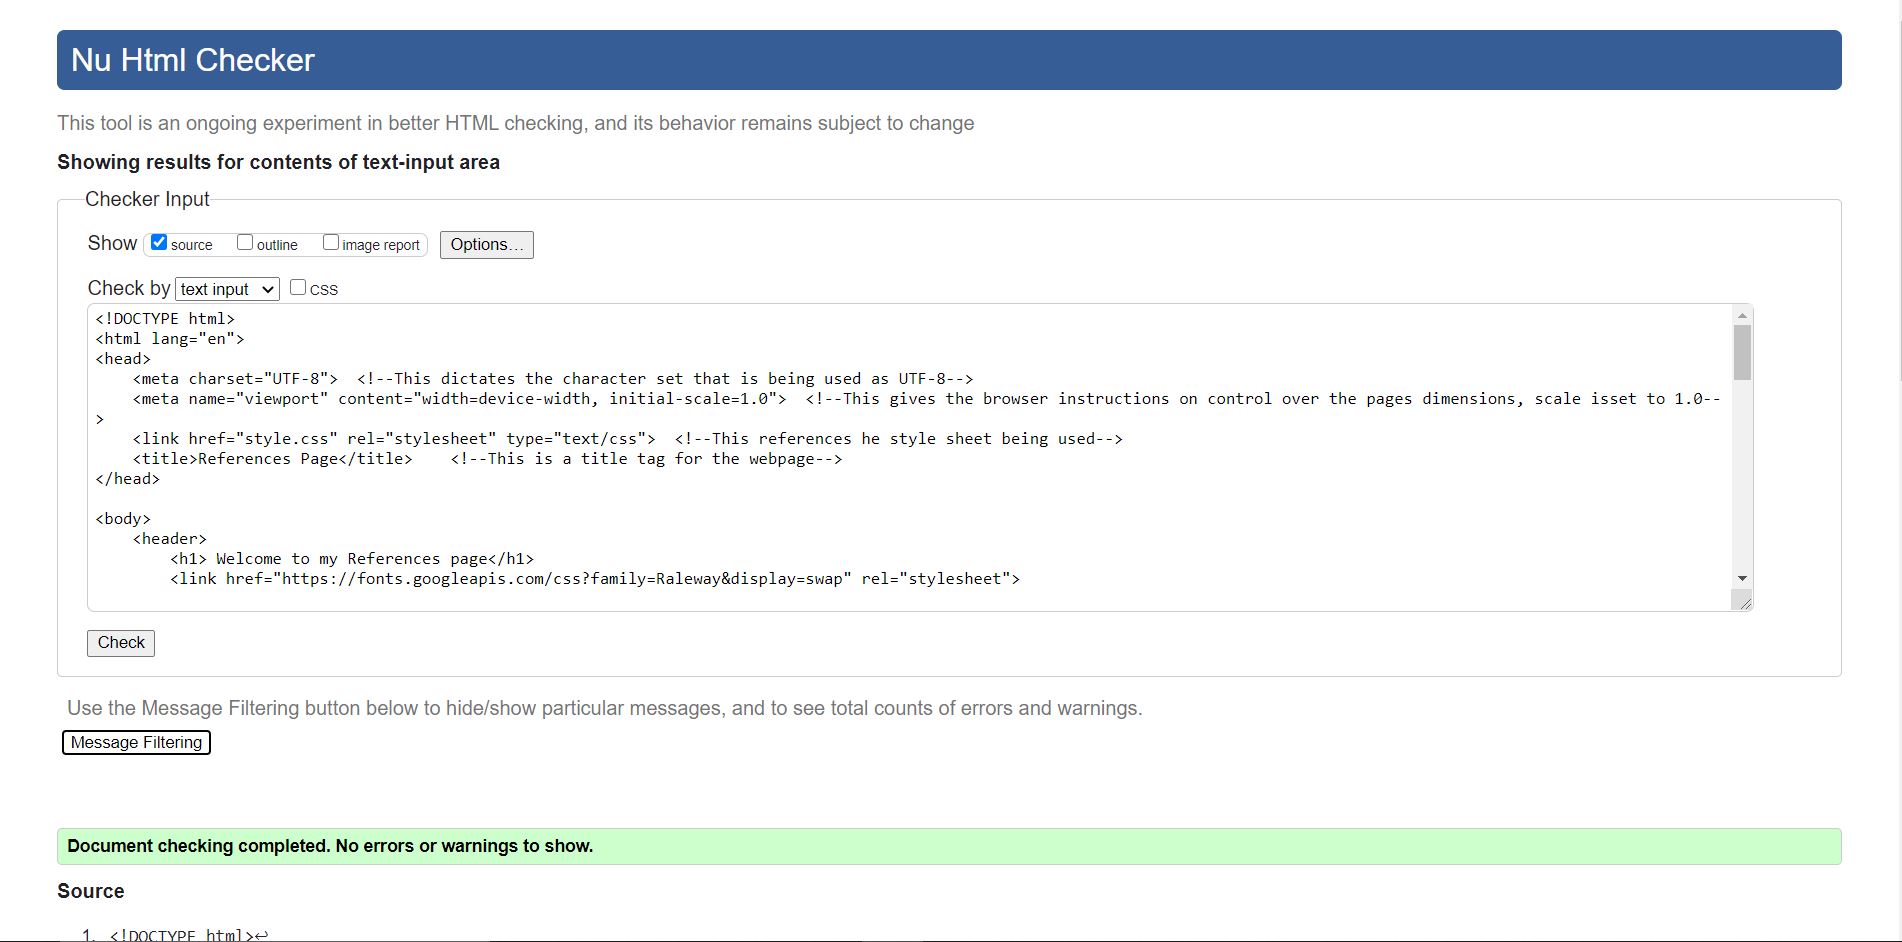 Nu Html Checker
This tool is an ongoing experiment in better HTML checking, and its behavior remains subject to change
Showing results for contents of text-input area
Checker Input
Show source outline image report Options...
Check by text input CSS
<!DOCTYPE html>
<html lang="en">
<head>
    <meta charset="UTF-8">  <!--This dictates the character set that is being used as UTF-8-->
    <meta name="viewport" content="width=device-width, initial-scale=1.0">  <!--This gives the browser instructions on control over the pages dimensions, scale isset to 1.0--
>
    <link href="style.css" rel="stylesheet" type="text/css">  <!--This references he style sheet being used-->
    <title>References Page</title>    <!--This is a title tag for the webpage-->
</head>
<body>
    <header>
        <h1> Welcome to my References page</h1>
        <link href="https://fonts.googleapis.com/css?family=Raleway&display=swap" rel="stylesheet">
Check
Use the Message Filtering button below to hide/show particular messages, and to see total counts of errors and warnings.
Message Filtering
Document checking completed. No errors or warnings to show.
Source
1. <!DOCTYPE html>↩